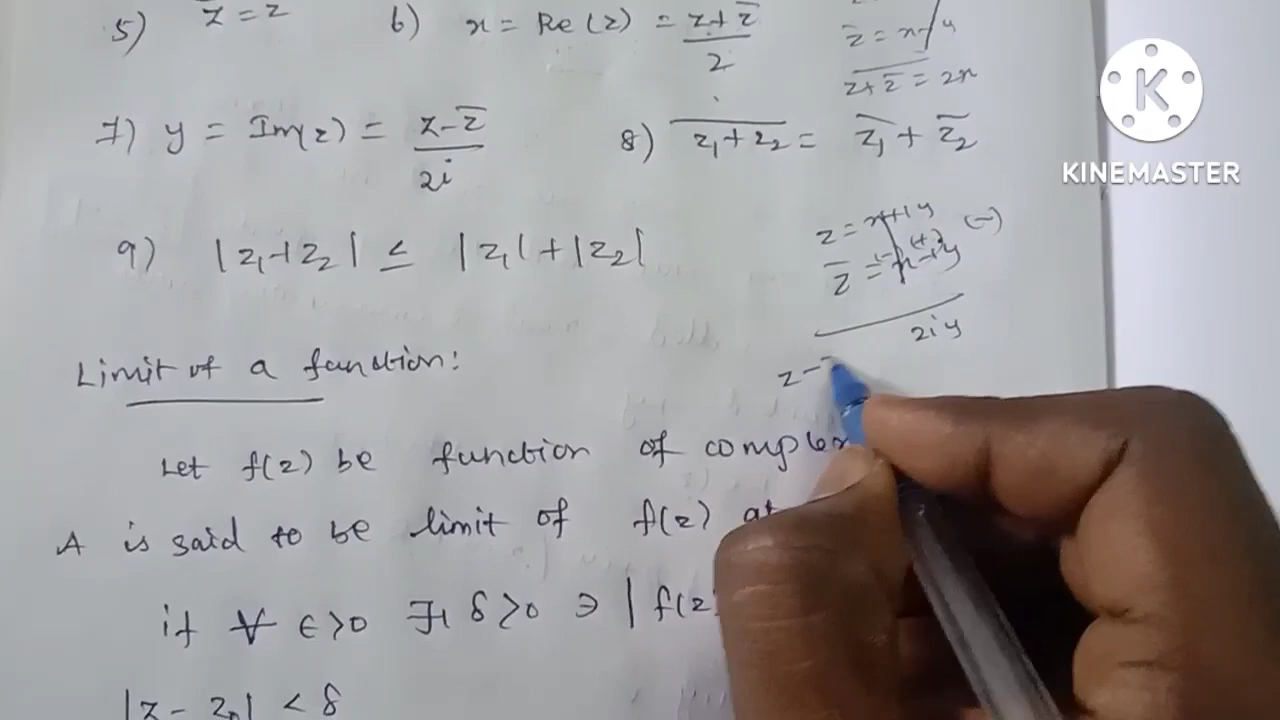 5) z̿ = z 6) x = Re(z) = (z + z̄)/2
z̄ = x - iy
z + z̄ = 2x
7) y = Im(z) = (z - z̄)/2i 8) \overline{z₁ + z₂} = z̄₁ + z̄₂
9) |z₁ + z₂| ≤ |z₁| + |z₂|
z = x + iy (-)
z̄ = x - iy
(-) (+)
2iy
z -
Limit of a function:
Let f(z) be function of complex
A is said to be limit of f(z) at
if ∀ ϵ>0 ∃ δ>0 ∋ | f(z)
|z - z₀| < δ
K
KINEMASTER